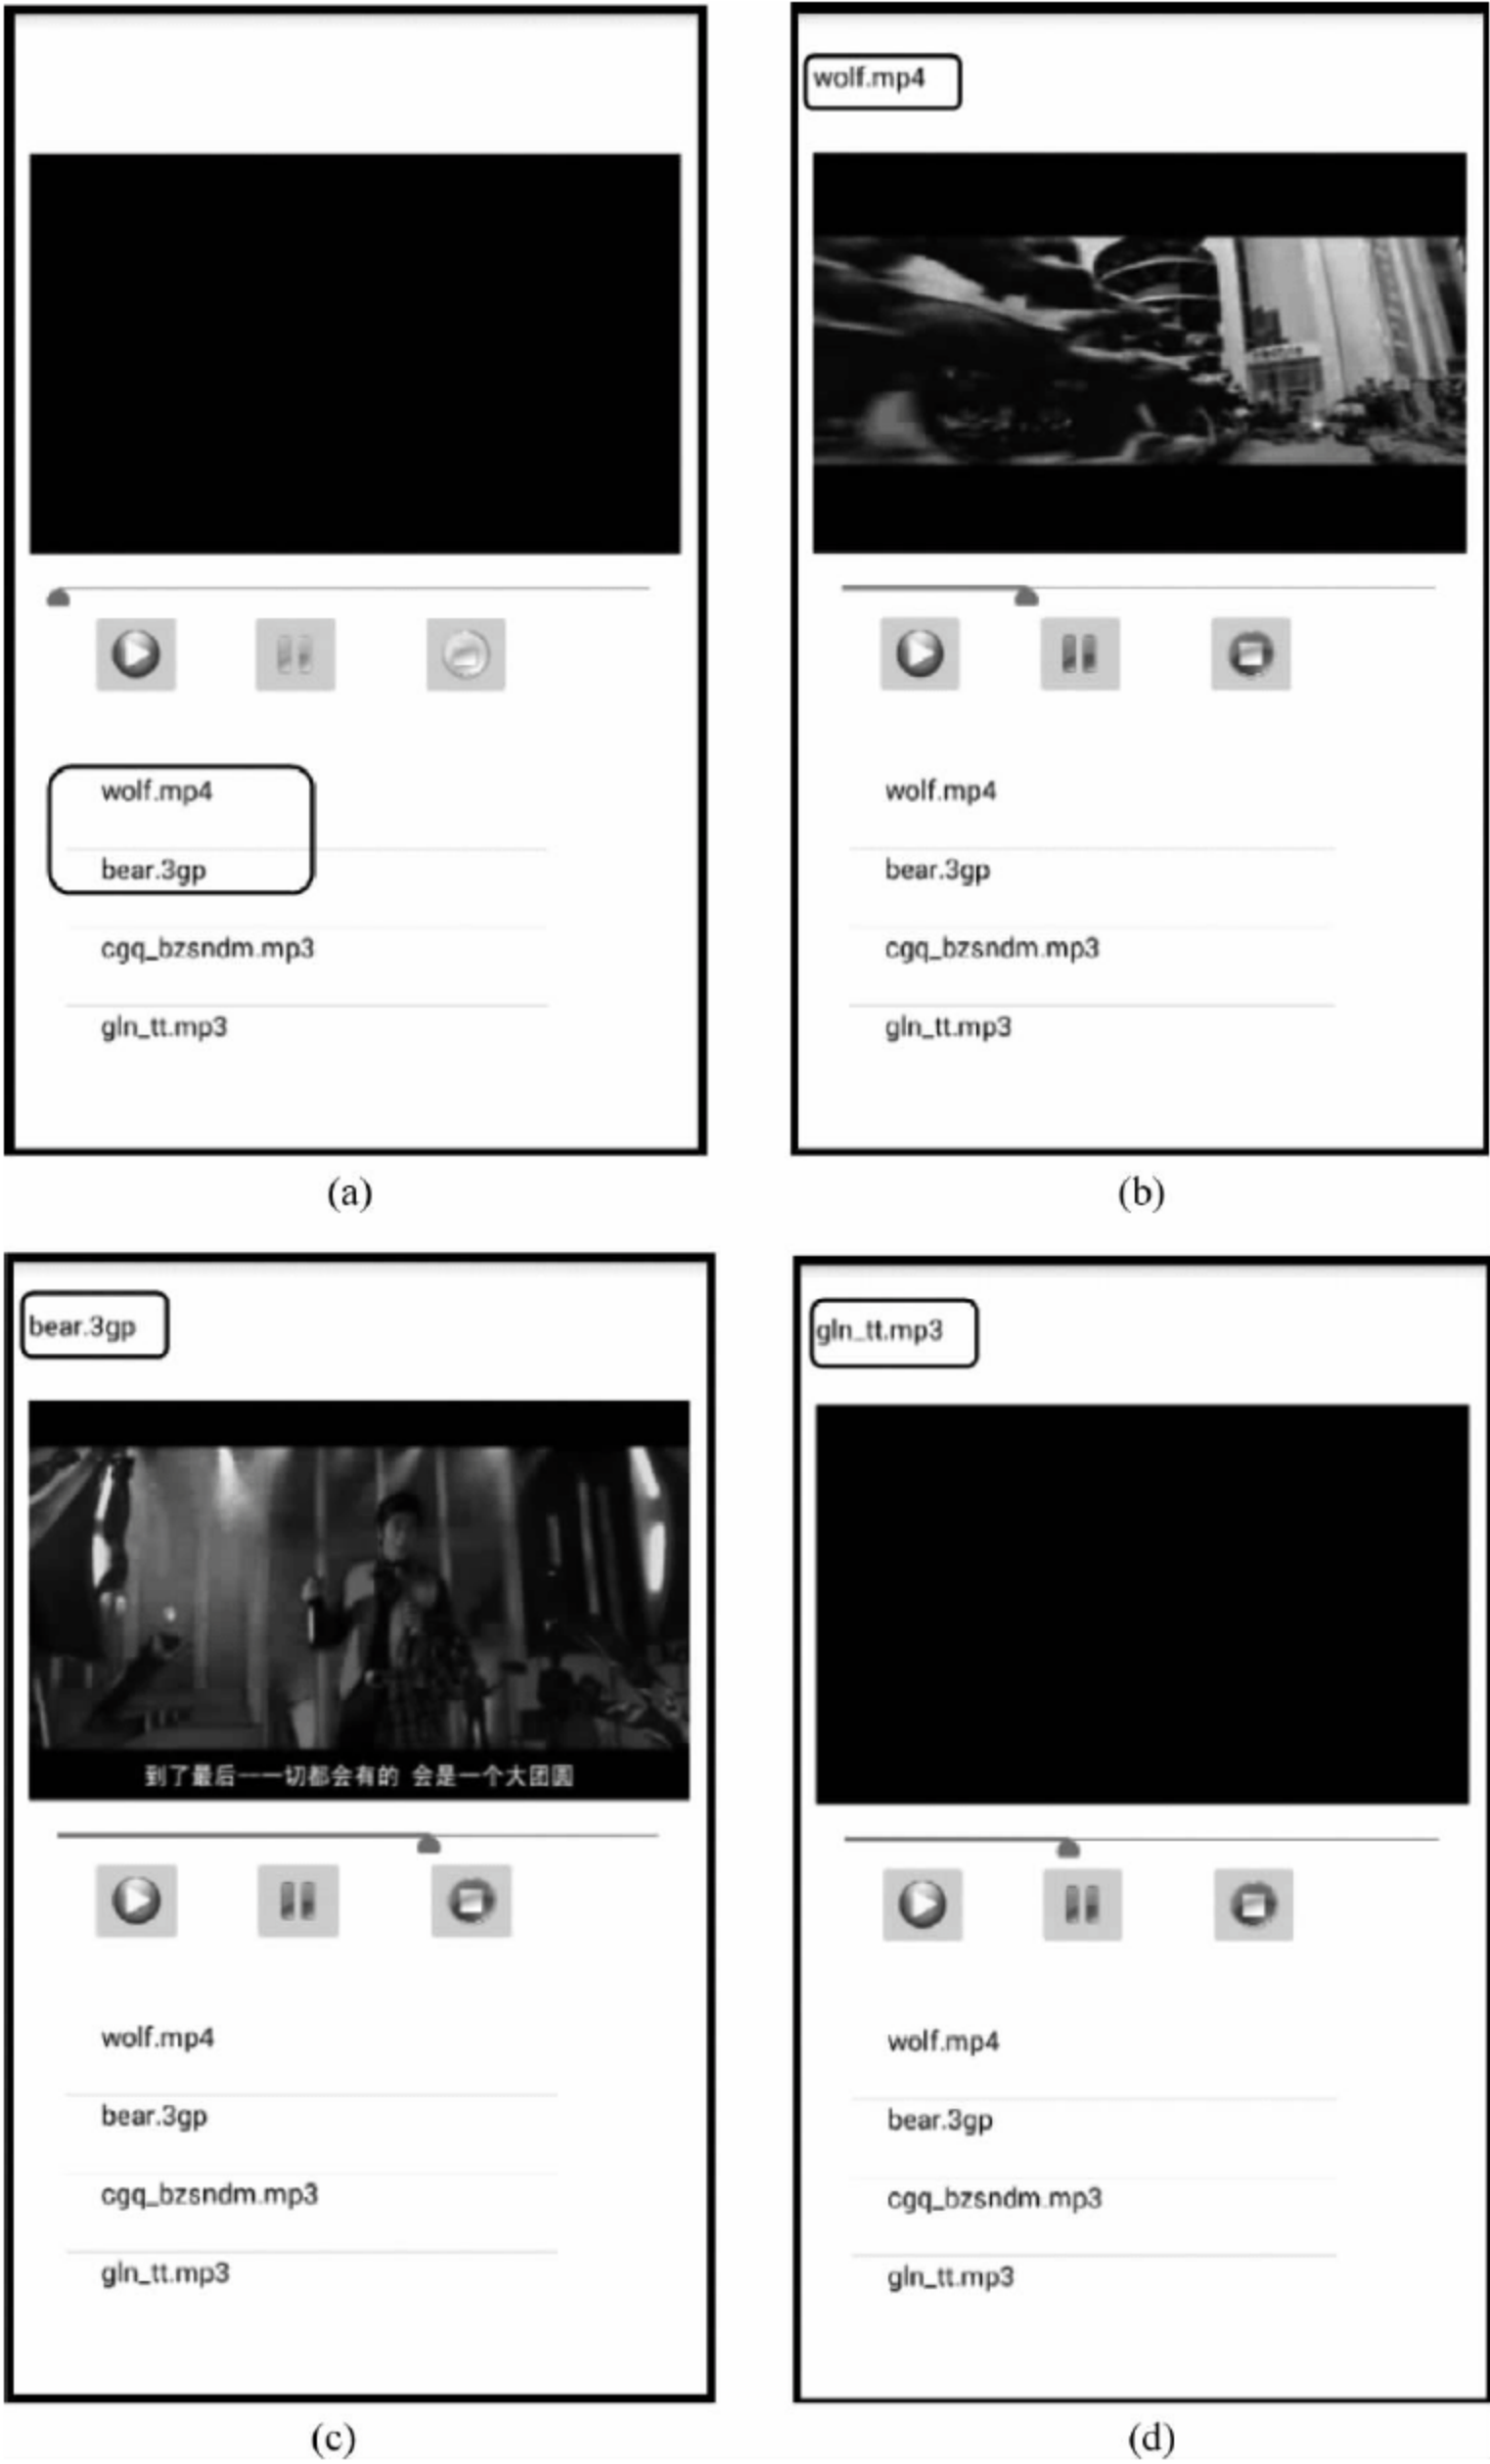 wolf.mp4
bear.3gp
cgq_bzsndm.mp3
gln_tt.mp3
(a)
wolf.mp4
wolf.mp4
bear.3gp
cgq_bzsndm.mp3
gln_tt.mp3
(b)
bear.3gp
到了最后一一切都会有的 会是一个大团圆
wolf.mp4
bear.3gp
cgq_bzsndm.mp3
gln_tt.mp3
(c)
gln_tt.mp3
wolf.mp4
bear.3gp
cgq_bzsndm.mp3
gln_tt.mp3
(d)